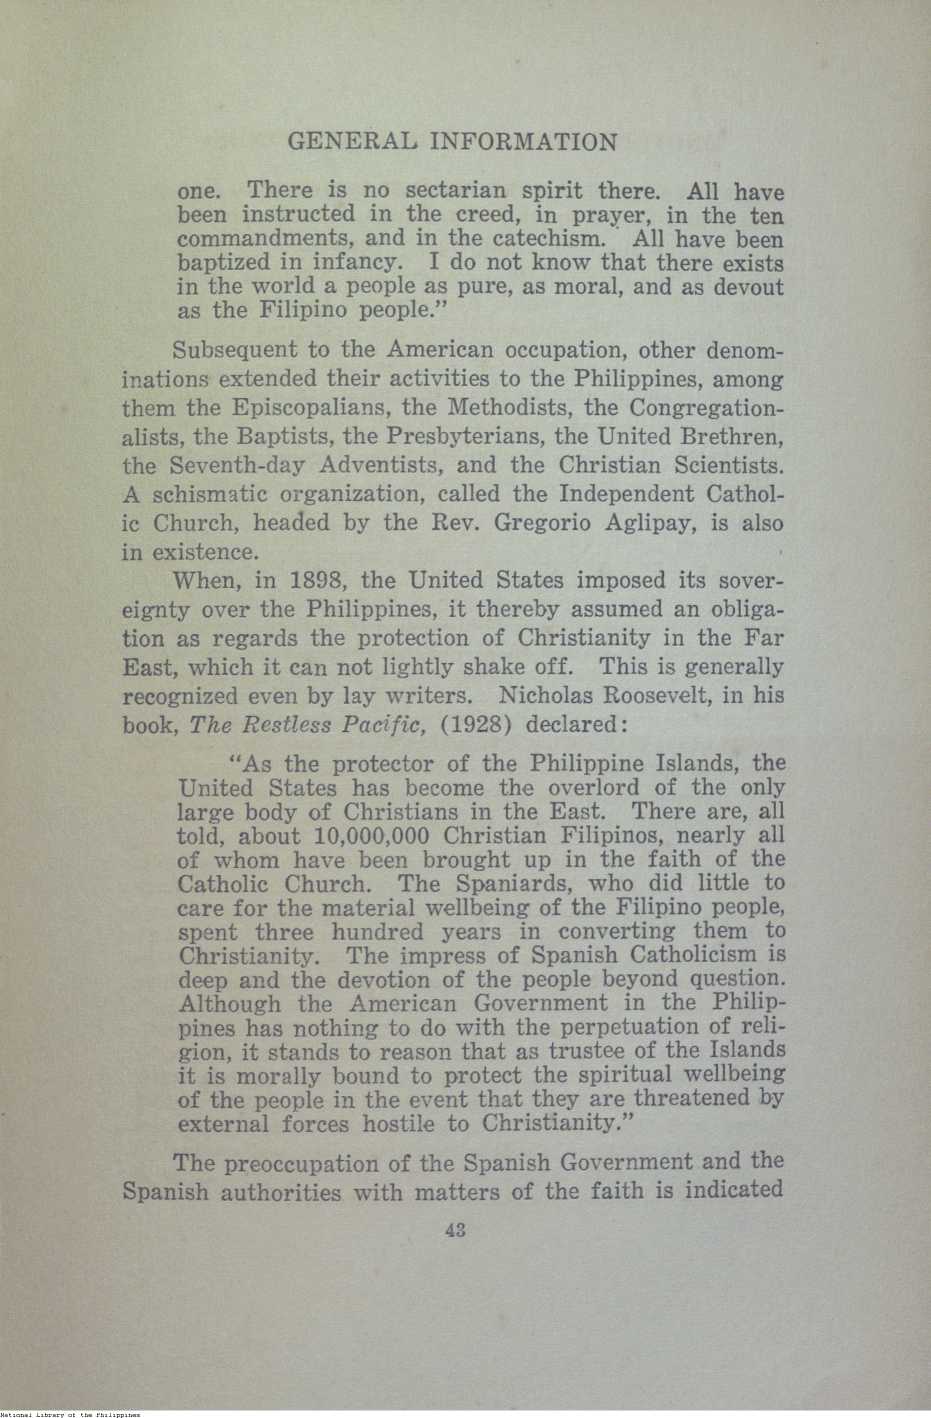 GENERAL INFORMATION
one. There is no sectarian spirit there. All have
been instructed in the creed, in prayer, in the ten
commandments, and in the catechism. All have been
baptized in infancy. I do not know that there exists
in the world a people as pure, as moral, and as devout
as the Filipino people.”
Subsequent to the American occupation, other denom-
inations extended their activities to the Philippines, among
them the Episcopalians, the Methodists, the Congregation-
alists, the Baptists, the Presbyterians, the United Brethren,
the Seventh-day Adventists, and the Christian Scientists.
A schismatic organization, called the Independent Cathol-
ic Church, headed by the Rev. Gregorio Aglipay, is also
in existence.
When, in 1898, the United States imposed its sover-
eignty over the Philippines, it thereby assumed an obliga-
tion as regards the protection of Christianity in the Far
East, which it can not lightly shake off. This is generally
recognized even by lay writers. Nicholas Roosevelt, in his
book, The Restless Pacific, (1928) declared:
“As the protector of the Philippine Islands, the
United States has become the overlord of the only
large body of Christians in the East. There are, all
told, about 10,000,000 Christian Filipinos, nearly all
of whom have been brought up in the faith of the
Catholic Church. The Spaniards, who did little to
care for the material wellbeing of the Filipino people,
spent three hundred years in converting them to
Christianity. The impress of Spanish Catholicism is
deep and the devotion of the people beyond question.
Although the American Government in the Philip-
pines has nothing to do with the perpetuation of reli-
gion, it stands to reason that as trustee of the Islands
it is morally bound to protect the spiritual wellbeing
of the people in the event that they are threatened by
external forces hostile to Christianity.”
The preoccupation of the Spanish Government and the
Spanish authorities with matters of the faith is indicated
43
National Library of the Philippines